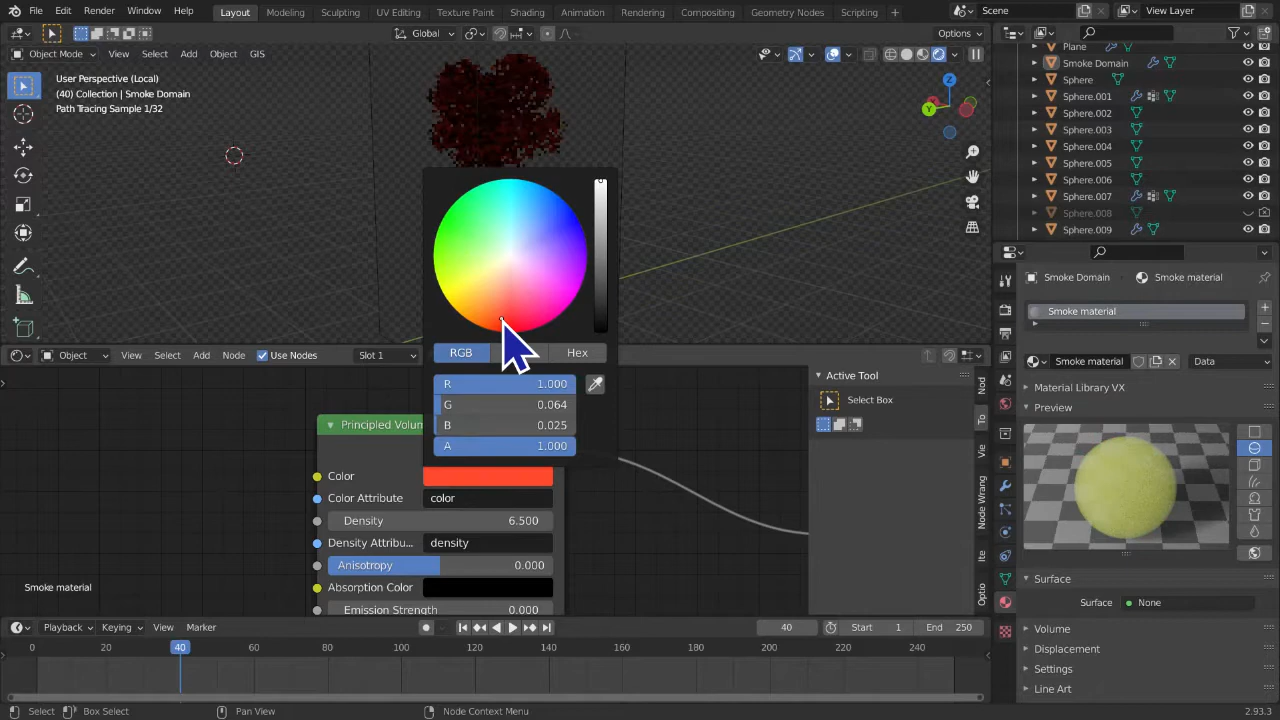 File Edit Render Window Help Layout Modeling Sculpting UV Editing Texture Paint Shading Animation Rendering Compositing Geometry Nodes Scripting Scene View Layer
Global Options
Object Mode View Select Add Object GIS
User Perspective (Local)
(40) Collection | Smoke Domain
Path Tracing Sample 1/32
Z
Y
Plane
Smoke Domain
Sphere
Sphere.001
Sphere.002
Sphere.003
Sphere.004
Sphere.005
Sphere.006
Sphere.007
Sphere.008
Sphere.009
RGB Hex
R 1.000
G 0.064
B 0.025
A 1.000
Object View Select Add Node Use Nodes Slot 1
Principled Volum
Color
Color Attribute color
Density 6.500
Density Attribu... density
Anisotropy 0.000
Absorption Color
Emission Strength 0.000
Smoke material
Active Tool
Select Box
Nod
To
Vie
Node Wrang
Ite
Optio
Smoke Domain Smoke material
Smoke material
Smoke material Data
Material Library VX
Preview
Surface
Surface None
Volume
Displacement
Settings
Line Art
Playback Keying View Marker 40 Start 1 End 250
0 20 40 60 80 100 120 140 160 180 200 220 240
Select Box Select Pan View Node Context Menu 2.93.3